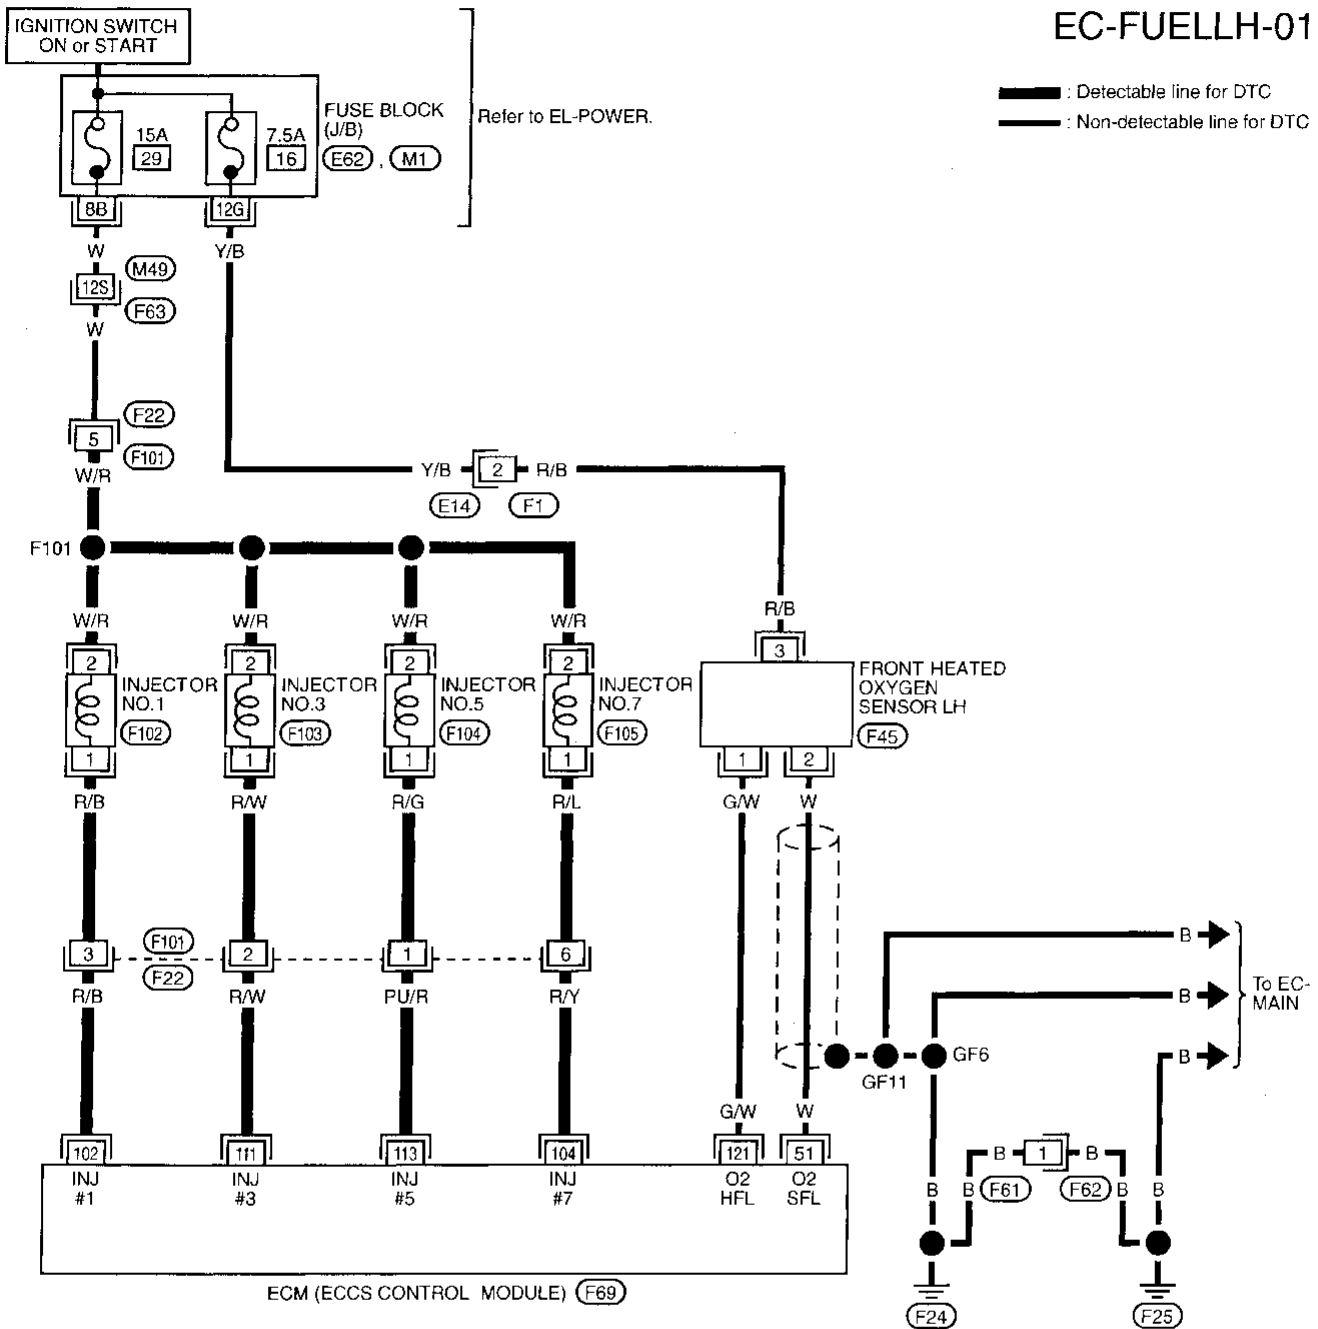 EC-FUELLH-01
IGNITION SWITCH
ON or START
: Detectable line for DTC
: Non-detectable line for DTC
FUSE BLOCK
(J/B)
E62 , M1
Refer to EL-POWER.
15A
29
7.5A
16
8B
12G
W
Y/B
M49
12S
F63
W
F22
5
F101
W/R
Y/B 2 R/B
E14 F1
F101
R/B
W/R W/R W/R W/R
2 2 2 2 3
INJECTOR
NO.1
F102
INJECTOR
NO.3
F103
INJECTOR
NO.5
F104
INJECTOR
NO.7
F105
FRONT HEATED
OXYGEN
SENSOR LH
F45
1 1 1 1 1 2
R/B R/W R/G R/L G/W W
B
3 F101 2 1 6
F22
R/B R/W PU/R R/Y
B
To EC-
MAIN
B
GF11
GF6
G/W W
102 111 113 104 121 51
INJ
#1
INJ
#3
INJ
#5
INJ
#7
O2
HFL
O2
SFL
B 1 B
B B F61 F62 B B
ECM (ECCS CONTROL MODULE) F69
F24 F25